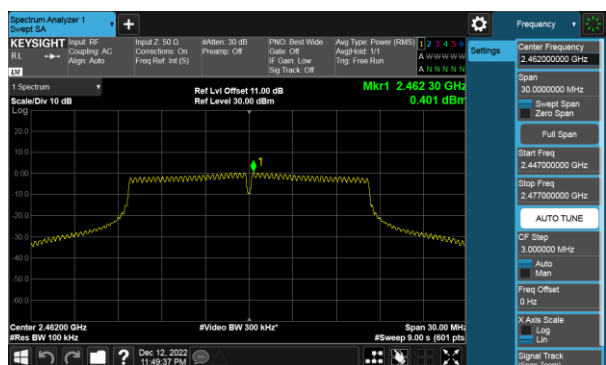 Spectrum Analyzer 1
Swept SA
Frequency
KEYSIGHT
RL
Input: RF
Coupling: AC
Align: Auto
Input Z: 50 Ω
Corrections: On
Freq Ref: Int (S)
#Atten: 30 dB
Preamp: Off
PNO: Best Wide
Gate: Off
IF Gain: Low
Sig Track: Off
Avg Type: Power (RMS)
Avg|Hold: 1/1
Trig: Free Run
1 2 3 4 5 6
A W W W W W
A N N N N N
LM
1 Spectrum
Scale/Div 10 dB
Log
Ref Lvl Offset 11.00 dB
Ref Level 30.00 dBm
Mkr1 2.462 30 GHz
0.401 dBm
20.0
10.0
0.00
-10.0
-20.0
-30.0
-40.0
-50.0
-60.0
1
Center 2.46200 GHz
#Res BW 100 kHz
#Video BW 300 kHz*
Span 30.00 MHz
#Sweep 9.00 s (601 pts
Dec 12, 2022
11:49:37 PM
Settings
Center Frequency
2.462000000 GHz
Span
30.0000000 MHz
Swept Span
Zero Span
Full Span
Start Freq
2.447000000 GHz
Stop Freq
2.477000000 GHz
AUTO TUNE
CF Step
3.000000 MHz
Auto
Man
Freq Offset
0 Hz
X Axis Scale
Log
Lin
Signal Track
(Span Zoom)